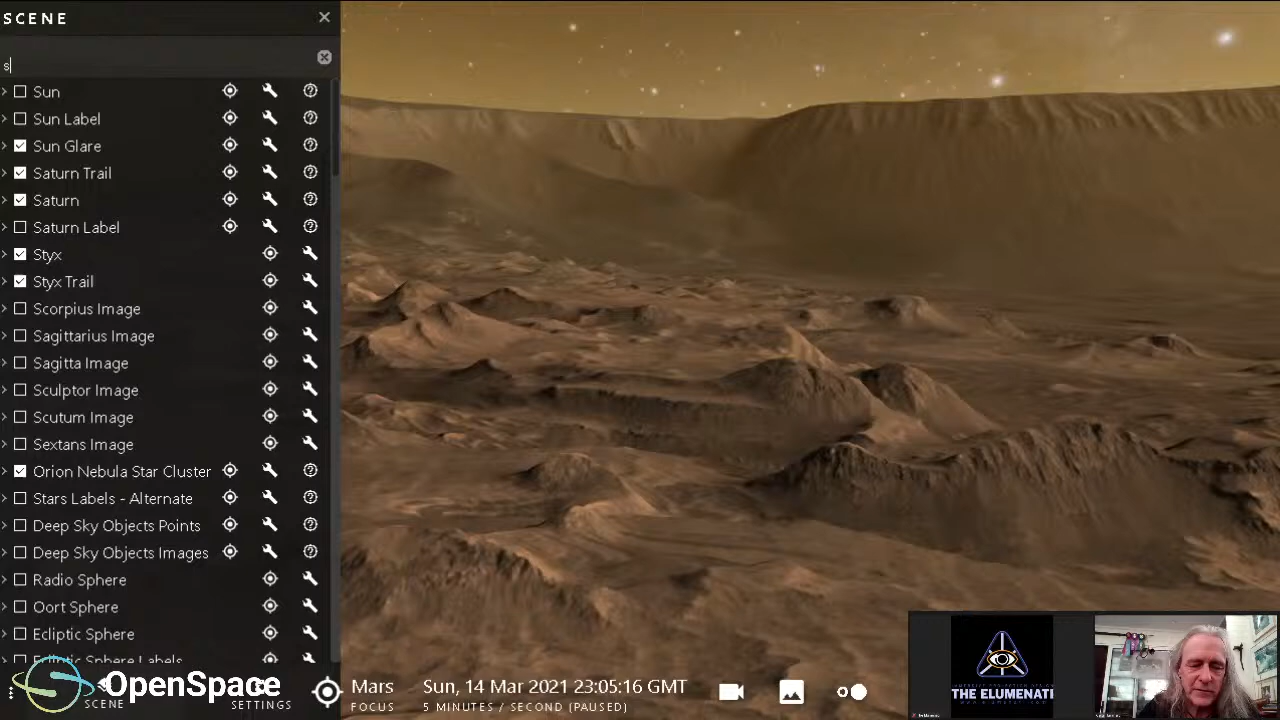 SCENE
s
Sun
Sun Label
Sun Glare
Saturn Trail
Saturn
Saturn Label
Styx
Styx Trail
Scorpius Image
Sagittarius Image
Sagitta Image
Sculptor Image
Scutum Image
Sextans Image
Orion Nebula Star Cluster
Stars Labels - Alternate
Deep Sky Objects Points
Deep Sky Objects Images
Radio Sphere
Oort Sphere
Ecliptic Sphere
Ecliptic Sphere Labels
OpenSpace
SCENE
SETTINGS
Mars
FOCUS
Sun, 14 Mar 2021 23:05:16 GMT
5 MINUTES / SECOND (PAUSED)
THE ELUMENATI